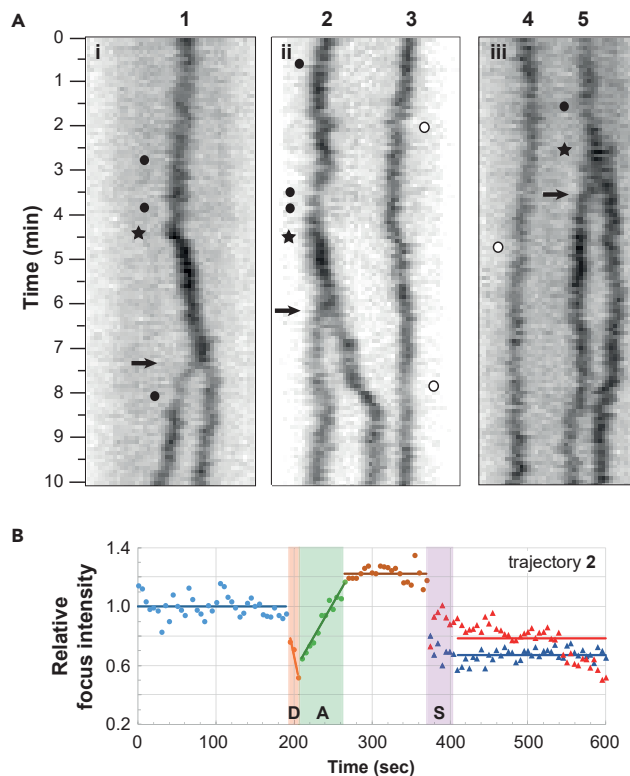 A
1 2 3 4 5
i ii iii
0
1
2
3
4
5
6
7
8
9
10
Time (min)
B
trajectory 2
Relative
focus intensity
1.4
1.0
0.6
0.2
D A S
0 100 200 300 400 500 600
Time (sec)